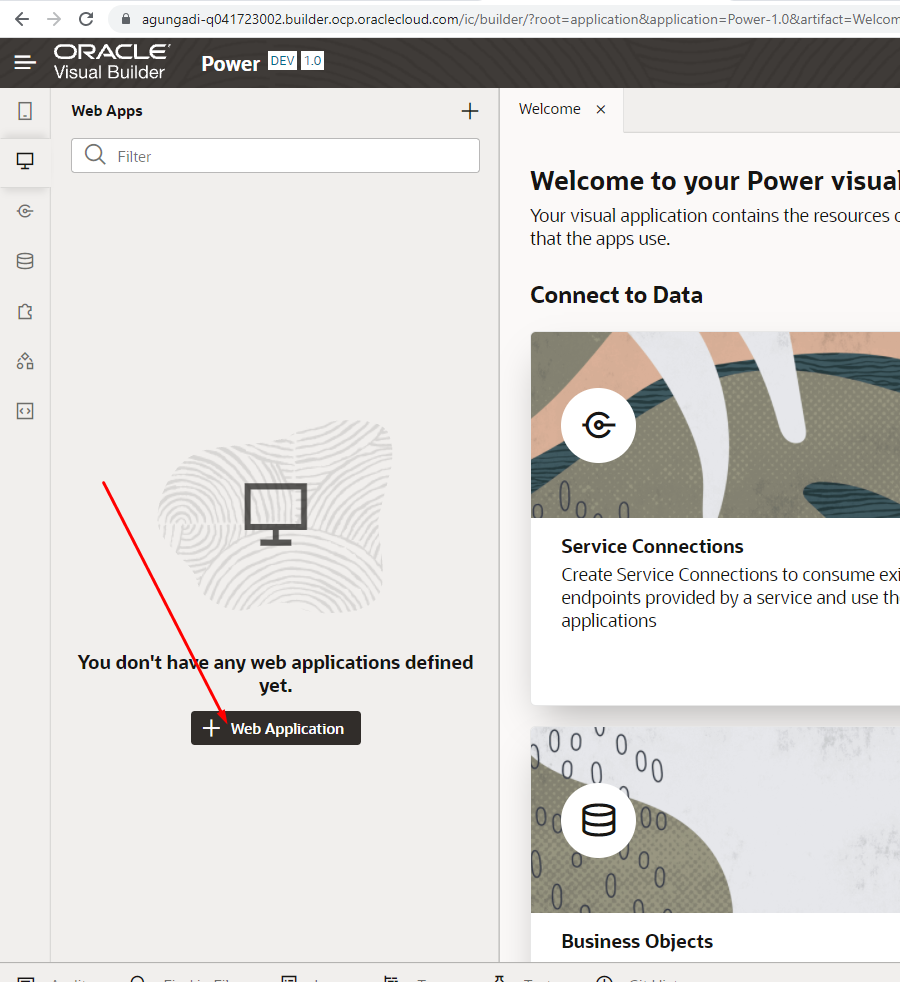 agungadi-q041723002.builder.ocp.oraclecloud.com/ic/builder/?root=application&application=Power-1.0&artifact=Welcom
ORACLE
Visual Builder
Power DEV 1.0
Web Apps
Filter
You don't have any web applications defined
yet.
Web Application
Welcome
Welcome to your Power visual
Your visual application contains the resources
that the apps use.
Connect to Data
Service Connections
Create Service Connections to consume exi
endpoints provided by a service and use th
applications
Business Objects